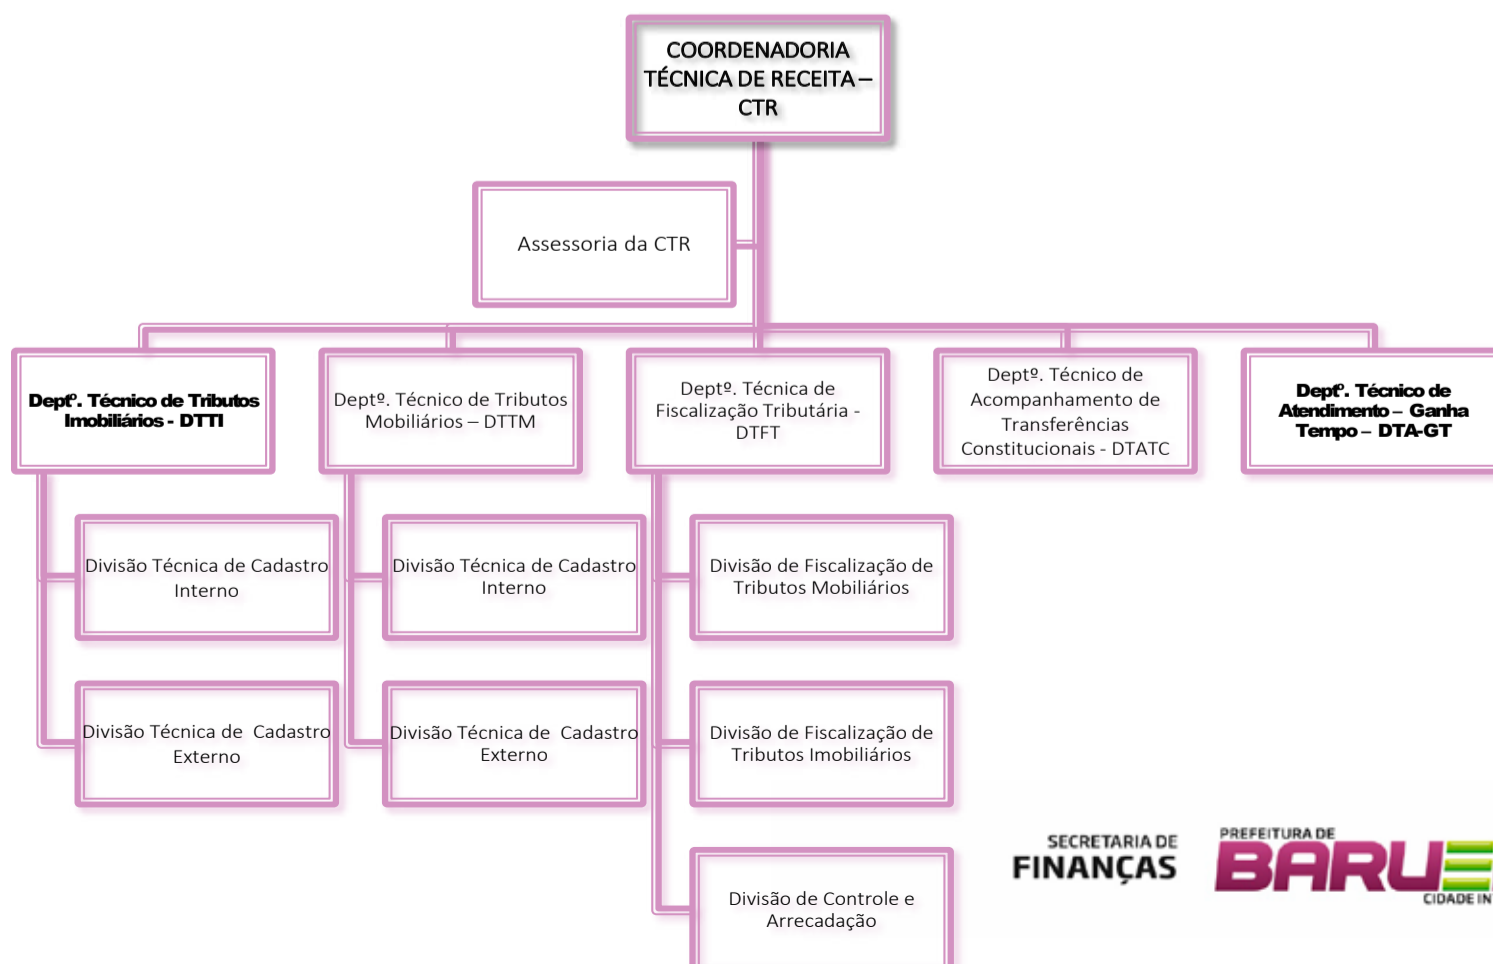 COORDENADORIA
TÉCNICA DE RECEITA –
CTR
Assessoria da CTR
Deptº. Técnico de Tributos
Imobiliários - DTTI
Deptº. Técnico de Tributos
Mobiliários – DTTM
Deptº. Técnica de
Fiscalização Tributária -
DTFT
Deptº. Técnico de
Acompanhamento de
Transferências
Constitucionais - DTATC
Deptº. Técnico de
Atendimento – Ganha
Tempo – DTA-GT
Divisão Técnica de Cadastro
Interno
Divisão Técnica de Cadastro
Interno
Divisão de Fiscalização de
Tributos Mobiliários
Divisão Técnica de  Cadastro
Externo
Divisão Técnica de  Cadastro
Externo
Divisão de Fiscalização de
Tributos Imobiliários
Divisão de Controle e
Arrecadação
SECRETARIA DE
FINANÇAS
PREFEITURA DE
BARUE
CIDADE IN